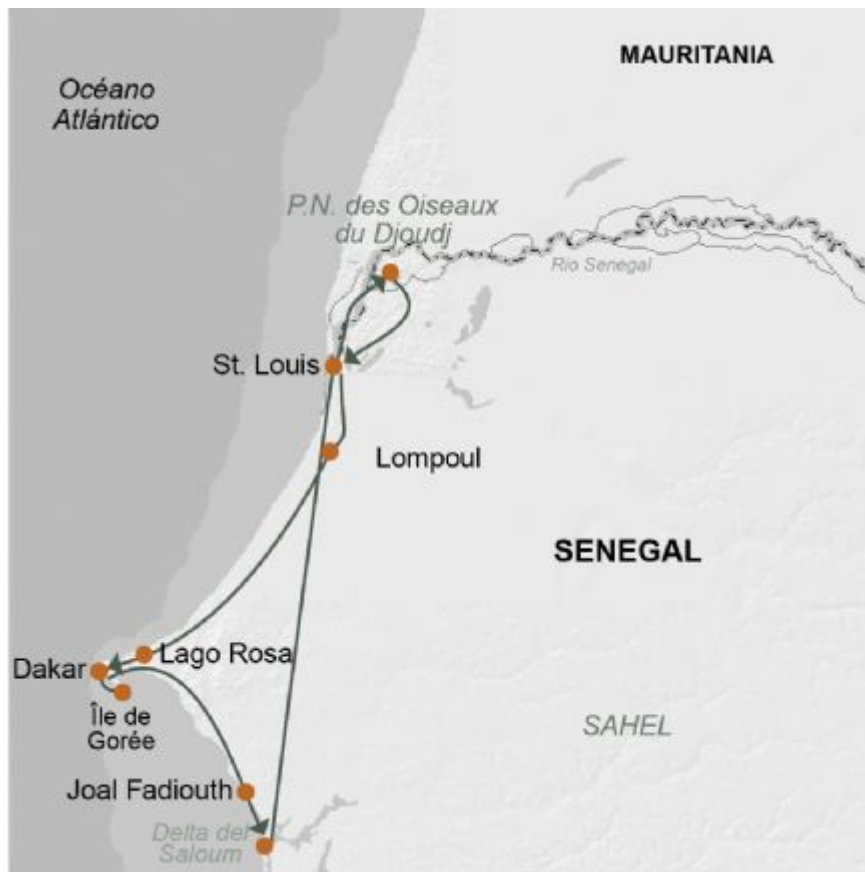 MAURITANIA
Océano
Atlántico
P.N. des Oiseaux
du Djoudj
Rio Senegal
St. Louis
Lompoul
SENEGAL
Lago Rosa
Dakar
Île de
Gorée
SAHEL
Joal Fadiouth
Delta del
Saloum